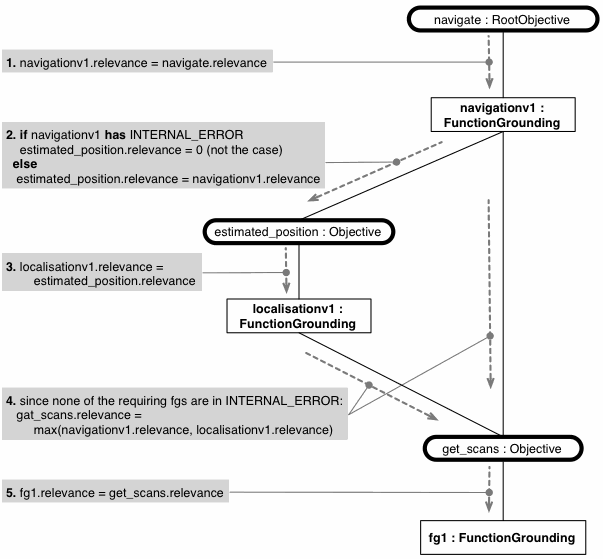 navigate : RootObjective
1. navigationv1.relevance = navigate.relevance
navigationv1 :
FunctionGrounding
2. if navigationv1 has INTERNAL_ERROR
estimated_position.relevance = 0 (not the case)
else
estimated_position.relevance = navigationv1.relevance
estimated_position : Objective
3. localisationv1.relevance =
estimated_position.relevance
localisationv1 :
FunctionGrounding
4. since none of the requiring fgs are in INTERNAL_ERROR:
gat_scans.relevance =
max(navigationv1.relevance, localisationv1.relevance)
get_scans : Objective
5. fg1.relevance = get_scans.relevance
fg1 : FunctionGrounding